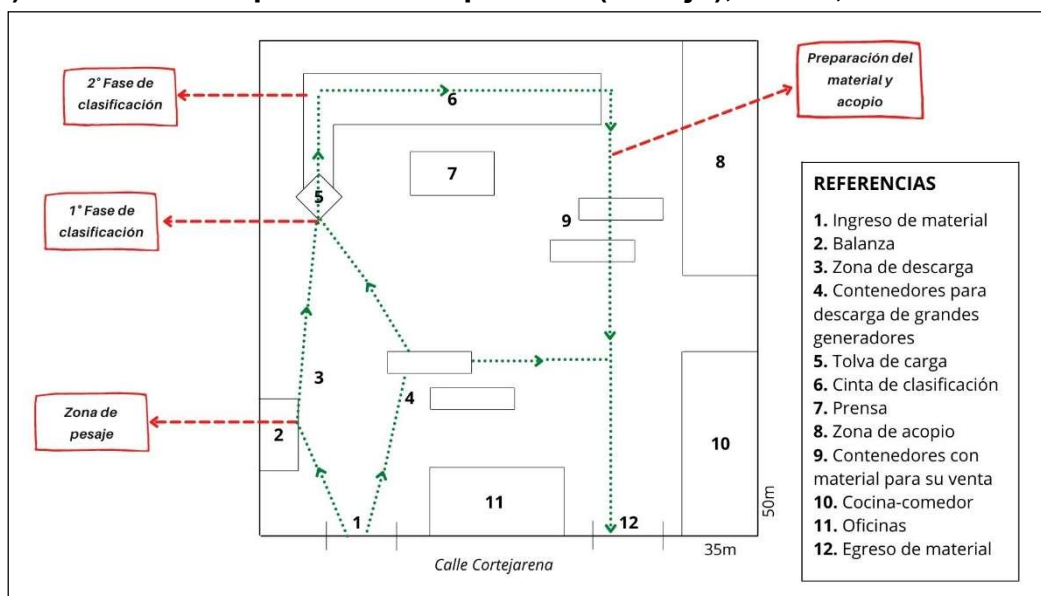 2° Fase de
clasificación
Preparación del
material y
acopio
1° Fase de
clasificación
Zona de
pesaje
6
7
8
5
9
3
4
2
10
11
1
12
50m
35m
Calle Cortejarena
REFERENCIAS
1. Ingreso de material
2. Balanza
3. Zona de descarga
4. Contenedores para
descarga de grandes
generadores
5. Tolva de carga
6. Cinta de clasificación
7. Prensa
8. Zona de acopio
9. Contenedores con
material para su venta
10. Cocina-comedor
11. Oficinas
12. Egreso de material